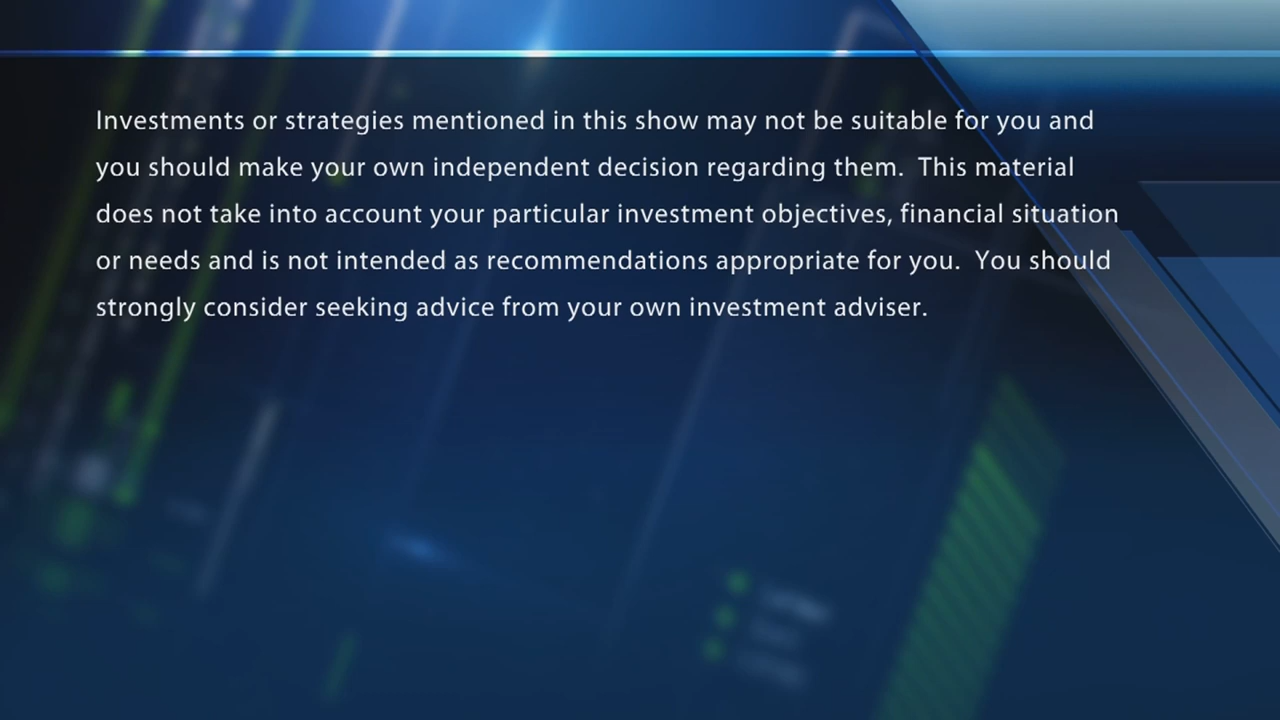 Investments or strategies mentioned in this show may not be suitable for you and
you should make your own independent decision regarding them.  This material
does not take into account your particular investment objectives, financial situation
or needs and is not intended as recommendations appropriate for you.  You should
strongly consider seeking advice from your own investment adviser.